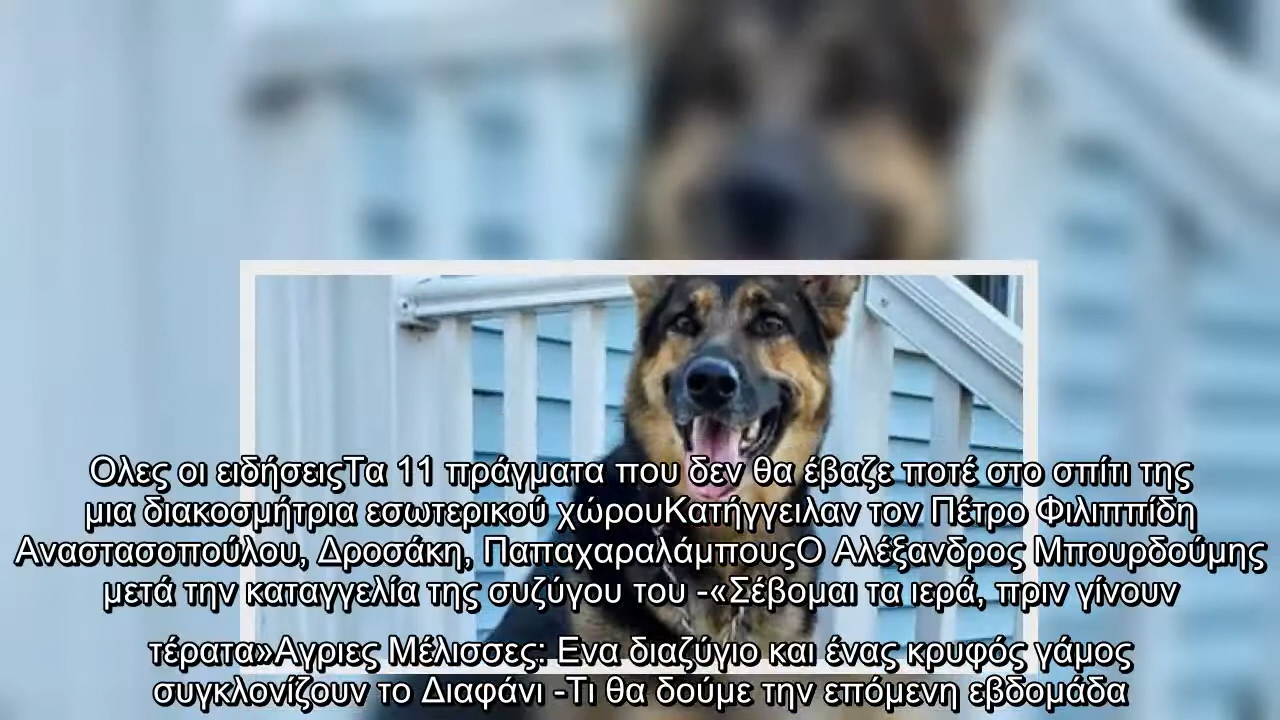 Ολες οι ειδήσειςΤα 11 πράγματα που δεν θα έβαζε ποτέ στο σπίτι της
μια διακοσμήτρια εσωτερικού χώρουΚατήγγειλαν τον Πέτρο Φιλιππίδη
Αναστασοπούλου, Δροσάκη, ΠαπαχαραλάμπουςΟ Αλέξανδρος Μπουρδούμης
μετά την καταγγελία της συζύγου του -«Σέβομαι τα ιερά, πριν γίνουν
τέρατα»Αγριες Μέλισσες: Ενα διαζύγιο και ένας κρυφός γάμος
συγκλονίζουν το Διαφάνι -Τι θα δούμε την επόμενη εβδομάδα